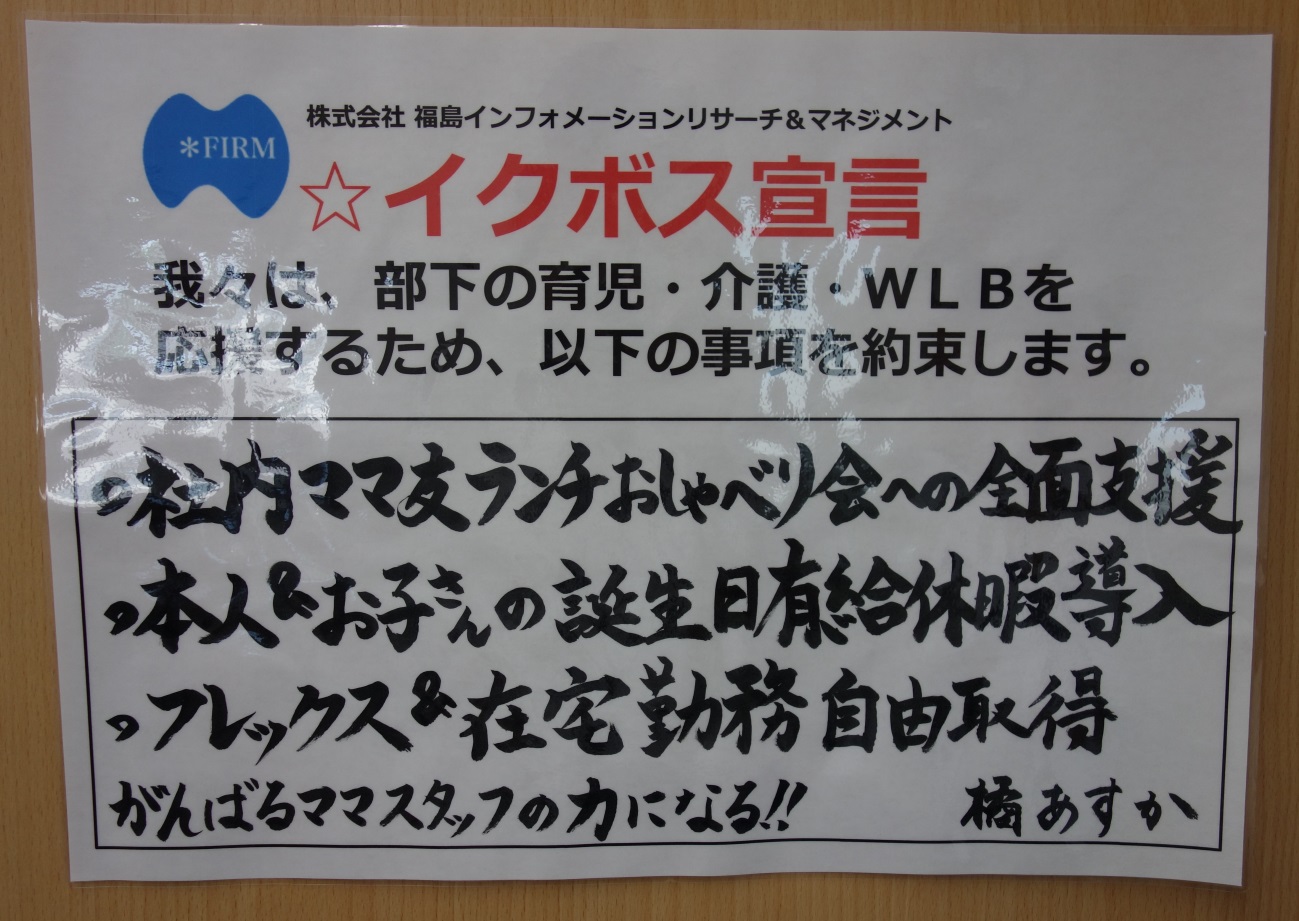 *FIRM
株式会社 福島インフォメーションリサーチ&マネジメント
☆イクボス宣言
我々は、部下の育児・介護・WLBを
応援するため、以下の事項を約束します。
○社内ママ友ランチおしゃべり会への全面支援
○本人&お子さんの誕生日有給休暇導入
○フレックス&在宅勤務自由取得
がんばるママスタッフの力になる!! 橘あすか